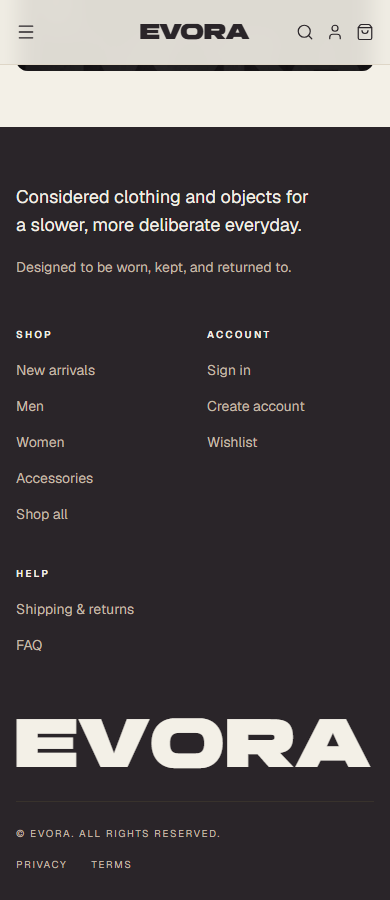 EVORA
Considered clothing and objects for
a slower, more deliberate everyday.
Designed to be worn, kept, and returned to.
SHOP
New arrivals
Men
Women
Accessories
Shop all
ACCOUNT
Sign in
Create account
Wishlist
HELP
Shipping & returns
FAQ
EVORA
© EVORA. ALL RIGHTS RESERVED.
PRIVACY TERMS